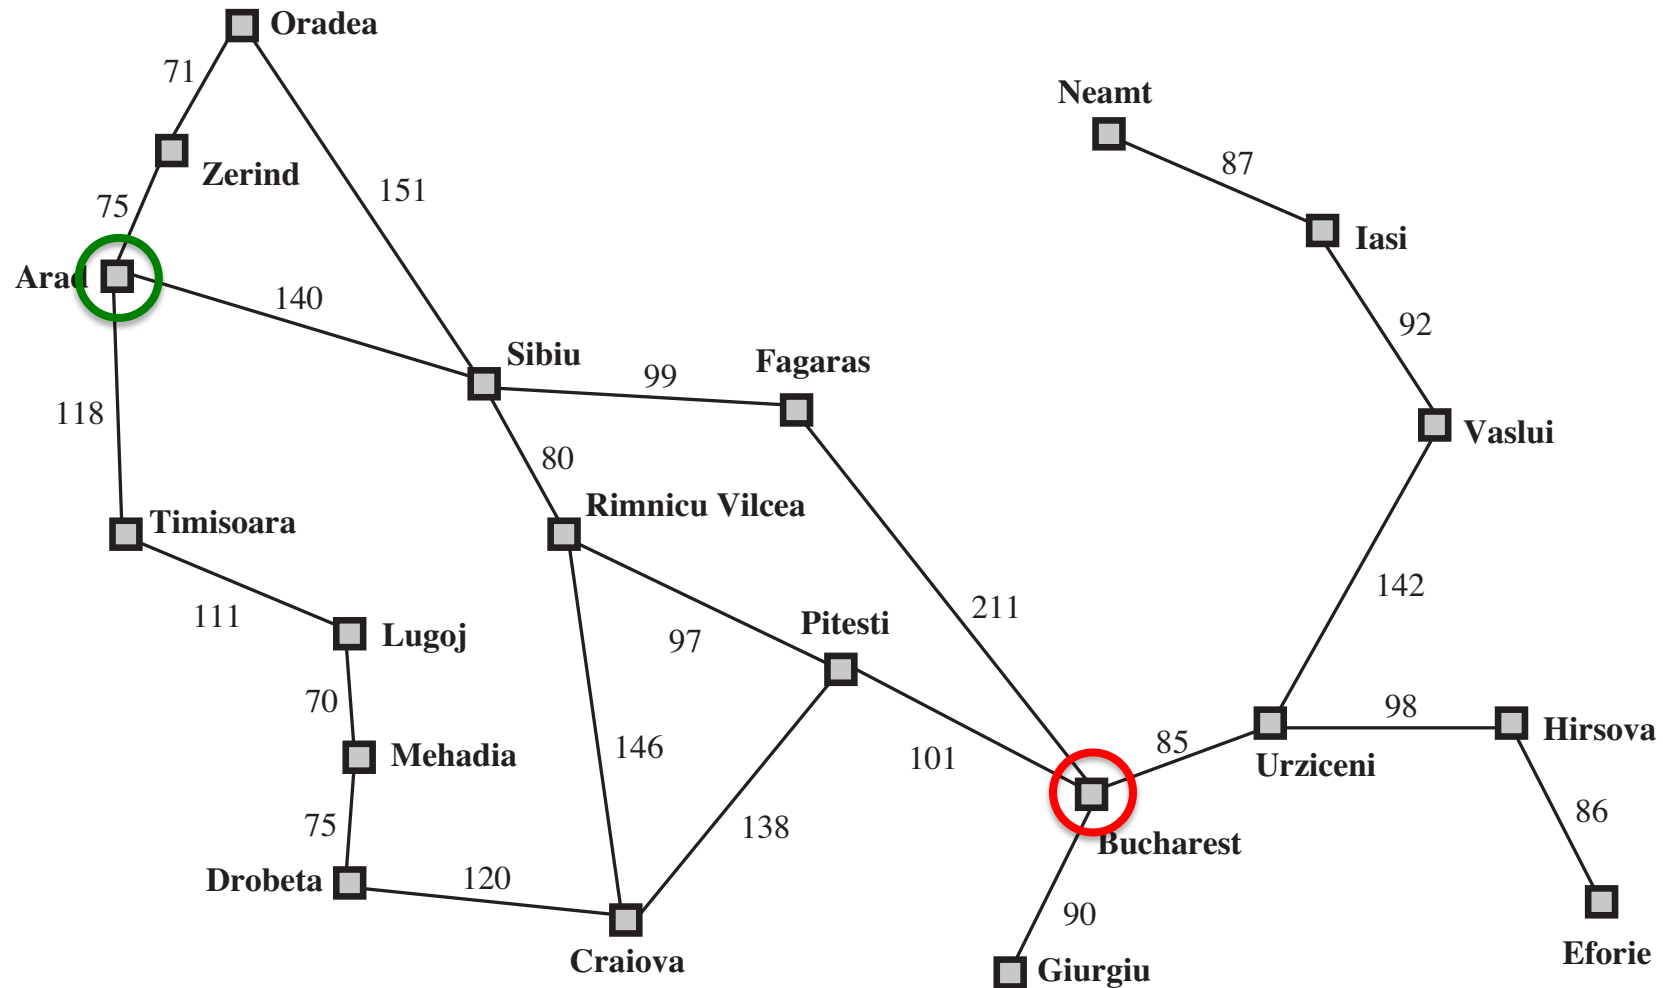 Oradea
71
Neamt
87
Zerind
151
75
Iasi
Arad
140
92
Sibiu
Fagaras
99
118
Vaslui
80
Rimnicu Vilcea
Timisoara
142
211
111
Pitesti
Lugoj
97
70
98
Hirsova
146
85
Mehadia
101
Urziceni
86
75
138
Bucharest
Drobeta
120
90
Craiova
Eforie
Giurgiu